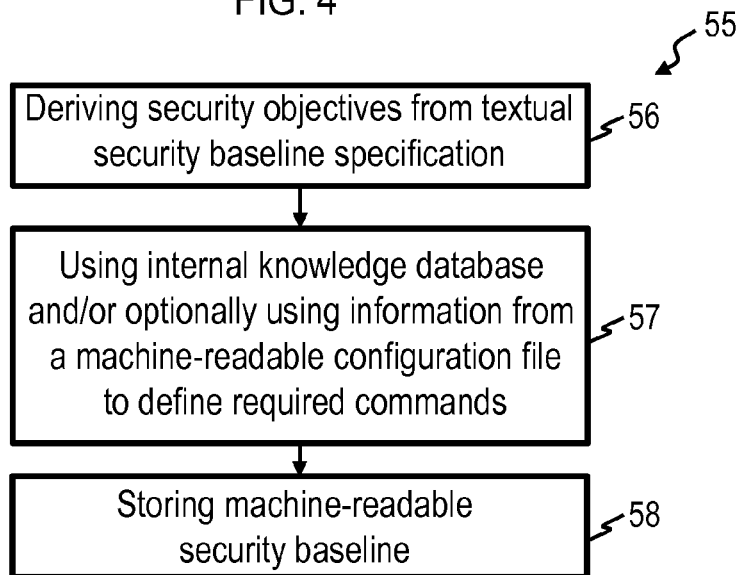 FIG. 4
55
Deriving security objectives from textual
security baseline specification
56
Using internal knowledge database
and/or optionally using information from
a machine-readable configuration file
to define required commands
57
Storing machine-readable
security baseline
58